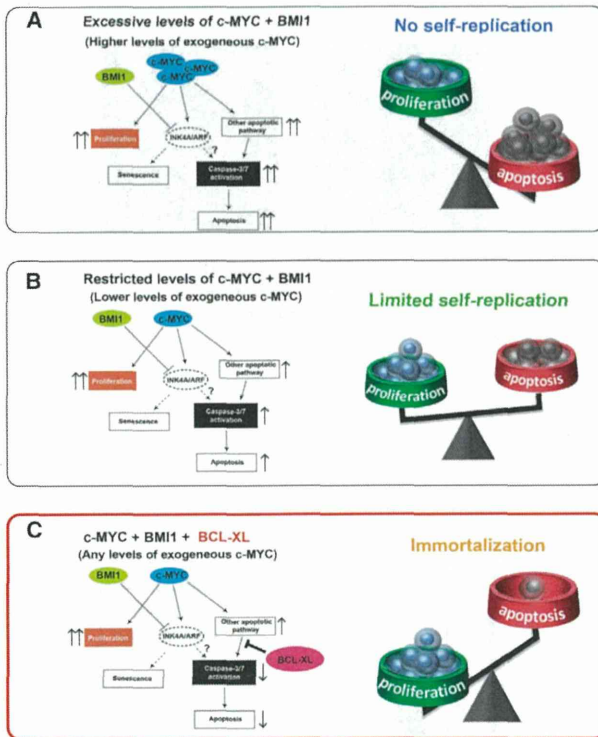 A
Excessive levels of c-MYC + BMI1
(Higher levels of exogeneous c-MYC)
BMI1
c-MYC
c-MYC
c-MYC
Proliferation
INK4A/ARF
Other apoptotic
pathway
?
Senescence
Caspase-3/7
activation
Apoptosis
No self-replication
proliferation
apoptosis
B
Restricted levels of c-MYC + BMI1
(Lower levels of exogeneous c-MYC)
BMI1
c-MYC
Proliferation
INK4A/ARF
Other apoptotic
pathway
?
Senescence
Caspase-3/7
activation
Apoptosis
Limited self-replication
proliferation
apoptosis
C
c-MYC + BMI1 + BCL-XL
(Any levels of exogeneous c-MYC)
BMI1
c-MYC
Proliferation
INK4A/ARF
Other apoptotic
pathway
?
BCL-XL
Senescence
Caspase-3/7
activation
Apoptosis
Immortalization
apoptosis
proliferation